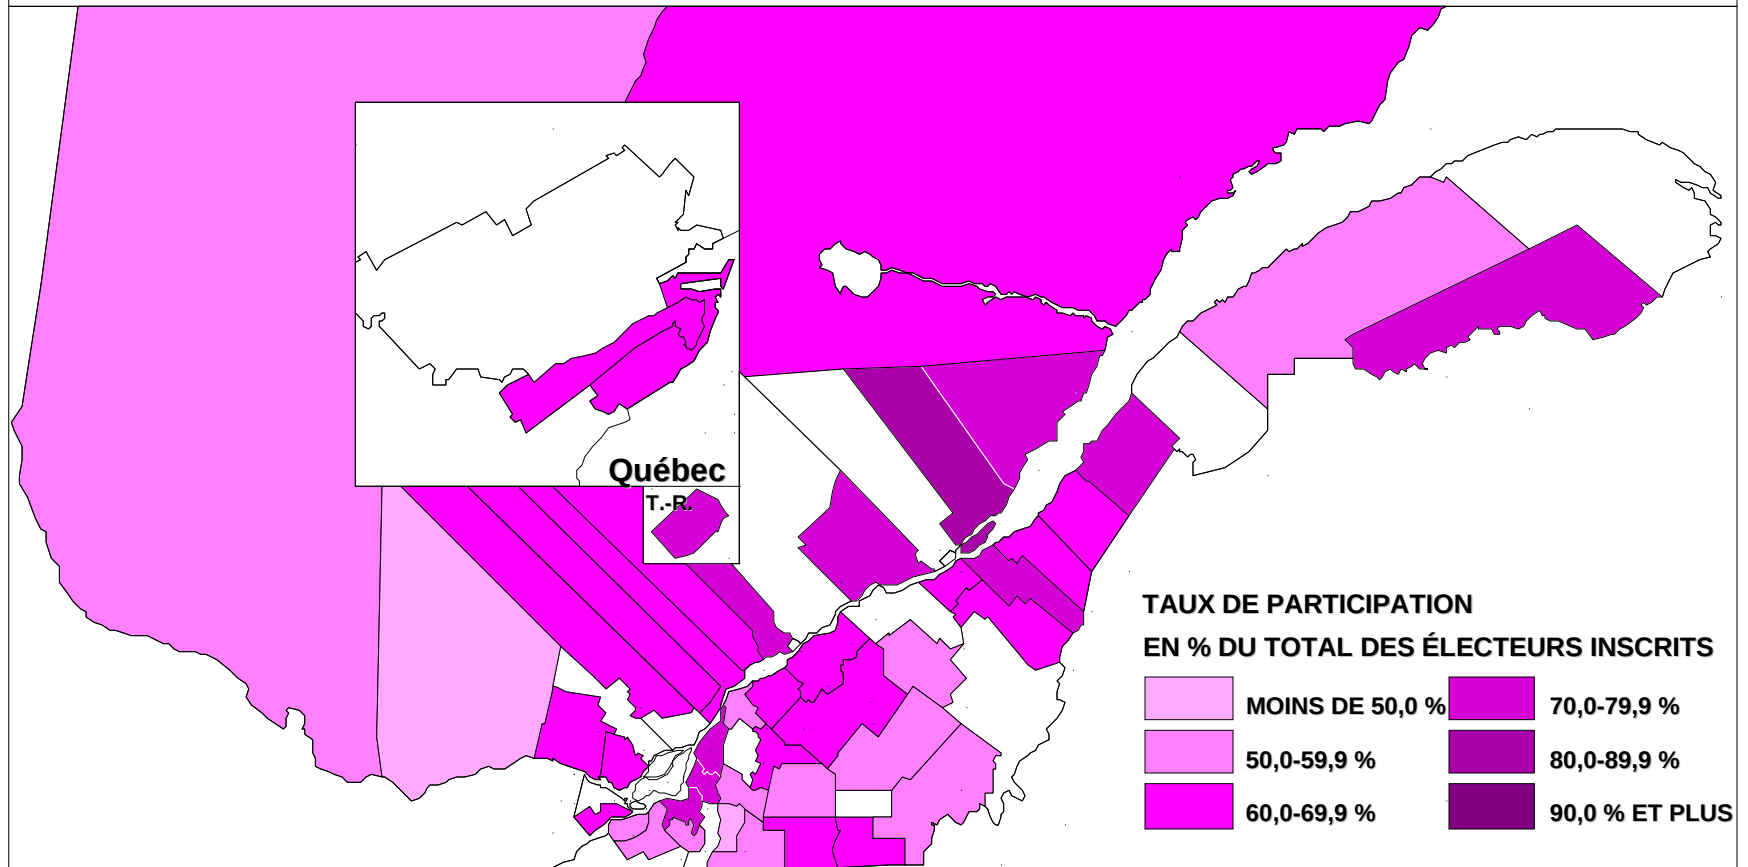 Québec
T.-R.
TAUX DE PARTICIPATION
EN % DU TOTAL DES ÉLECTEURS INSCRITS
MOINS DE 50,0 %
50,0-59,9 %
60,0-69,9 %
70,0-79,9 %
80,0-89,9 %
90,0 % ET PLUS